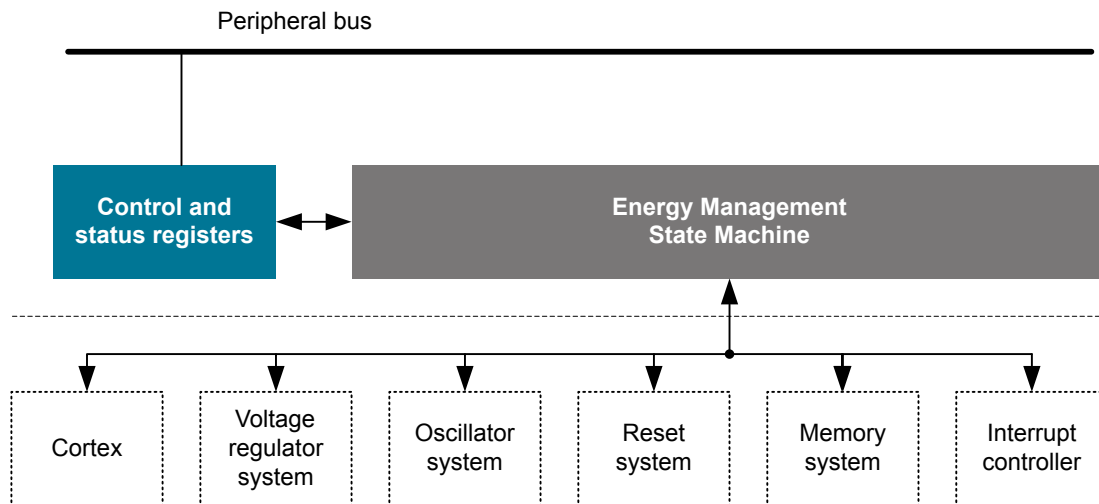 Peripheral bus
Control and
status registers
Energy Management
State Machine
Cortex
Voltage
regulator
system
Oscillator
system
Reset
system
Memory
system
Interrupt
controller